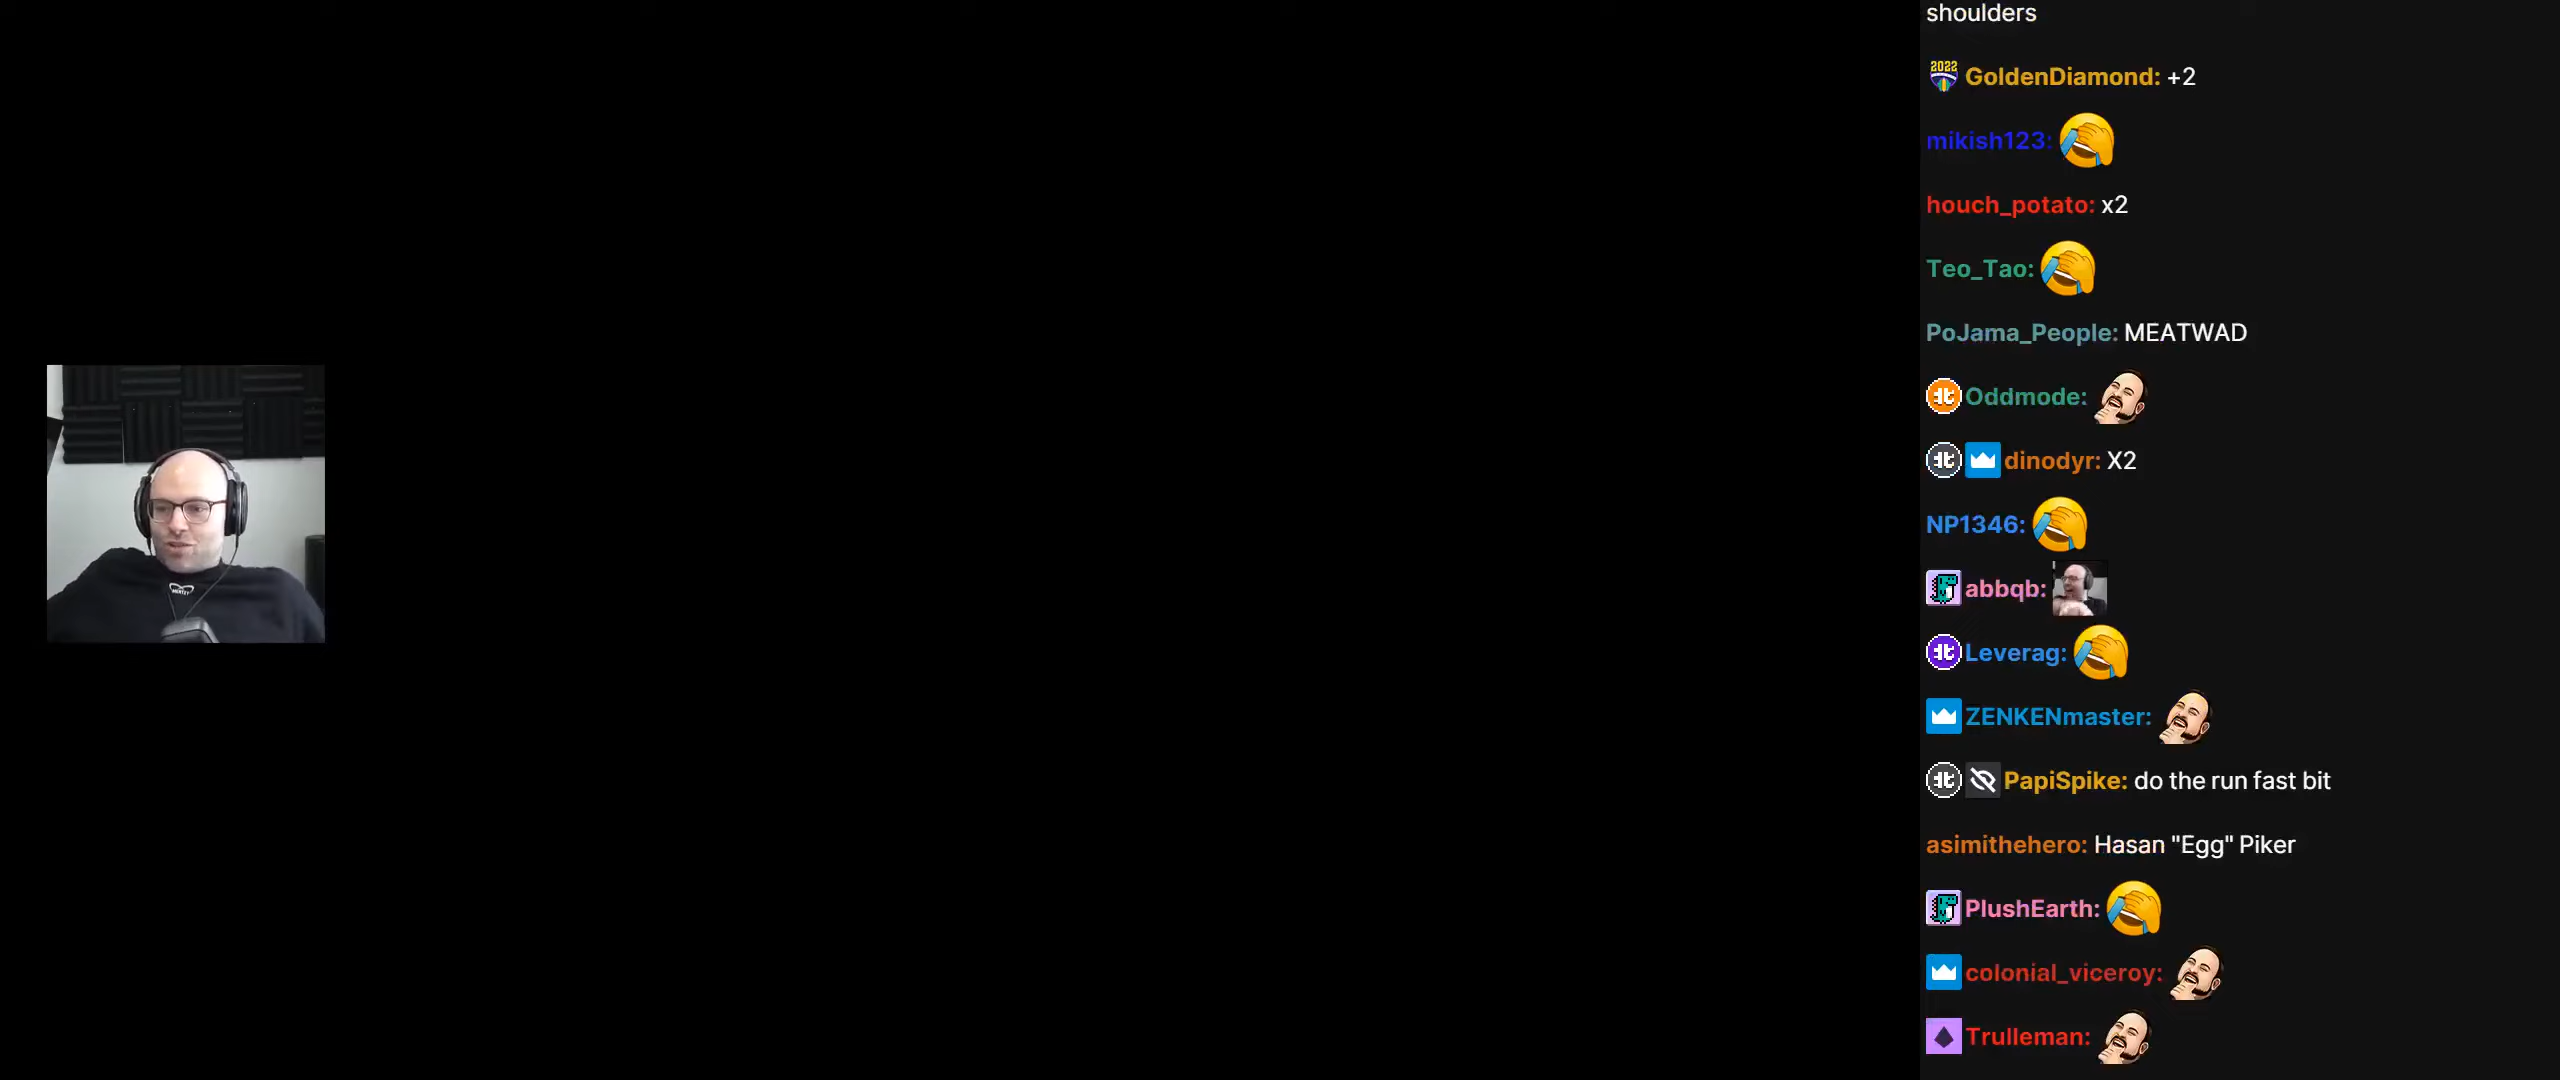 shoulders
2022 GoldenDiamond: +2
mikish123:
houch_potato: x2
Teo_Tao:
PoJama_People: MEATWAD
Oddmode:
dinodyr: X2
NP1346:
abbqb:
Leverag:
ZENKENmaster:
PapiSpike: do the run fast bit
asimithehero: Hasan "Egg" Piker
PlushEarth:
colonial_viceroy:
Trulleman: